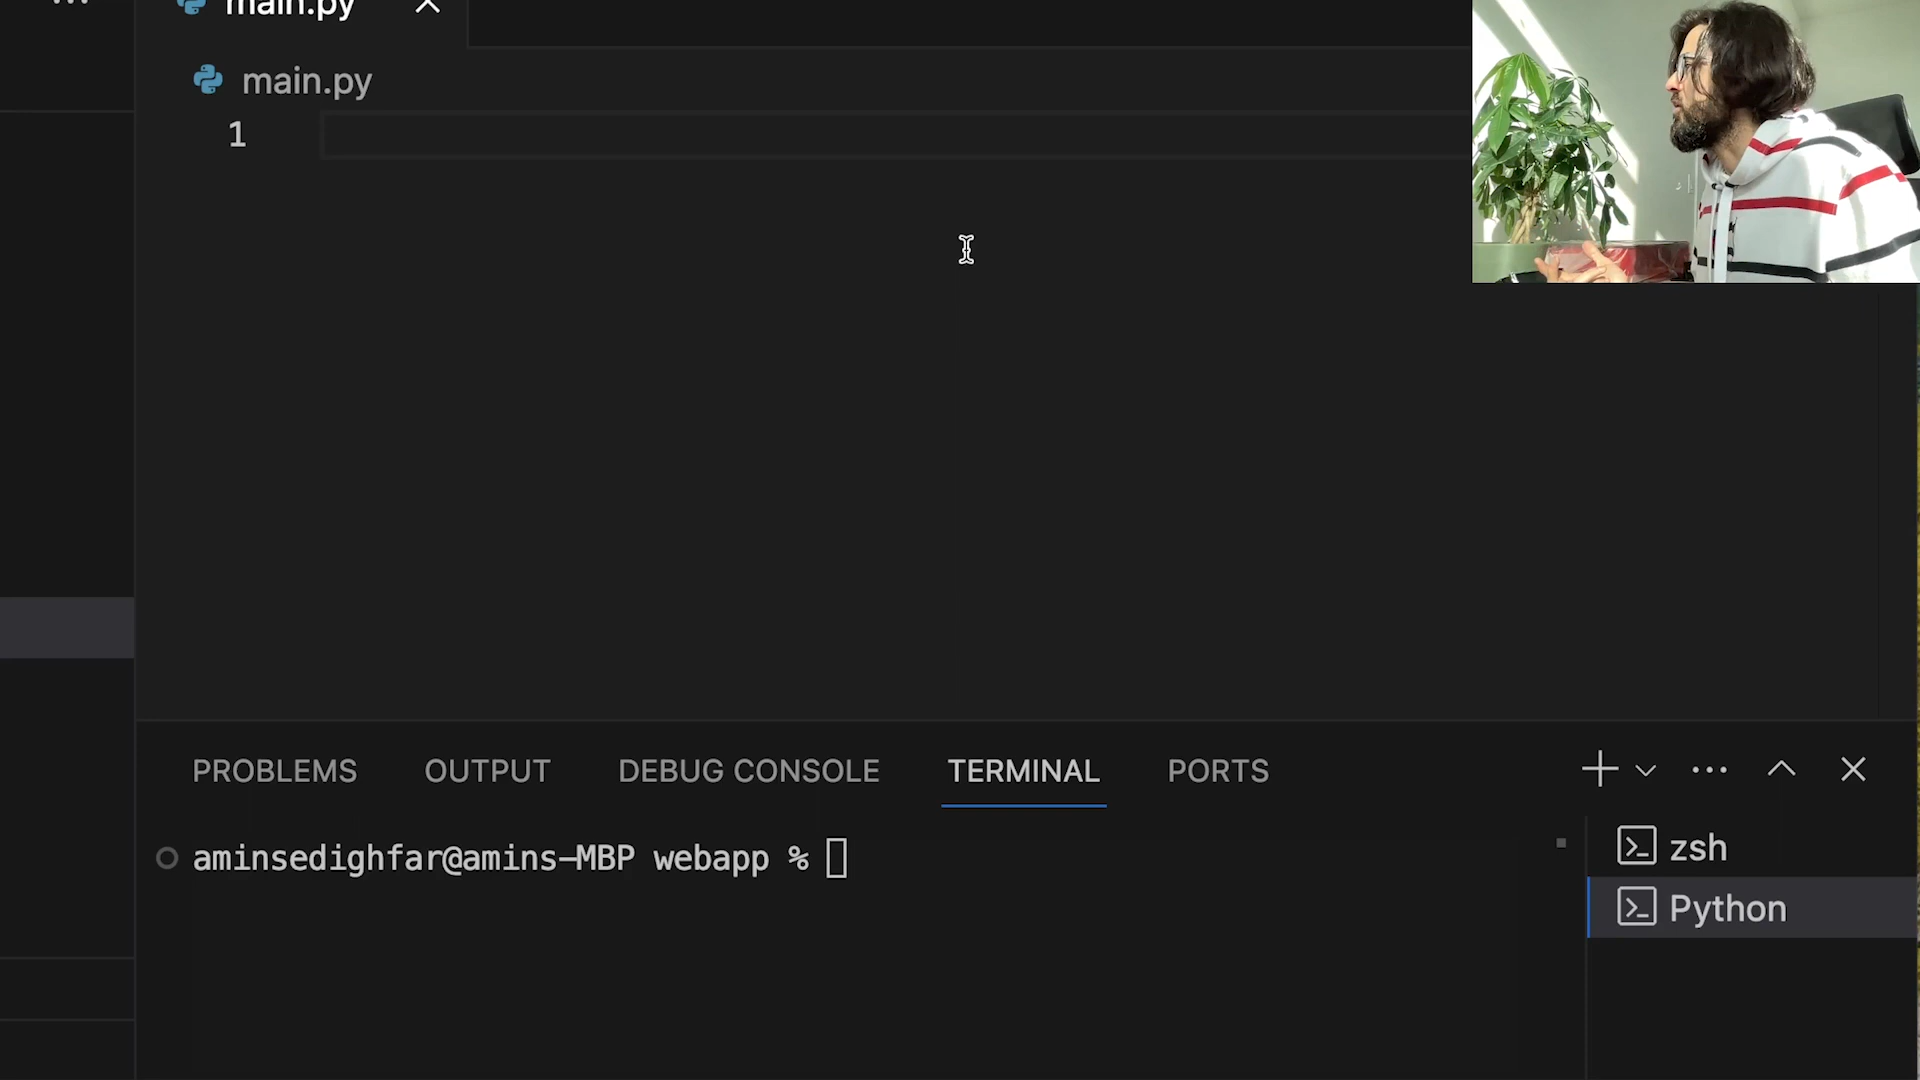 main.py
main.py
1
PROBLEMS OUTPUT DEBUG CONSOLE TERMINAL PORTS
aminsedighfar@amins-MBP webapp %
zsh
Python